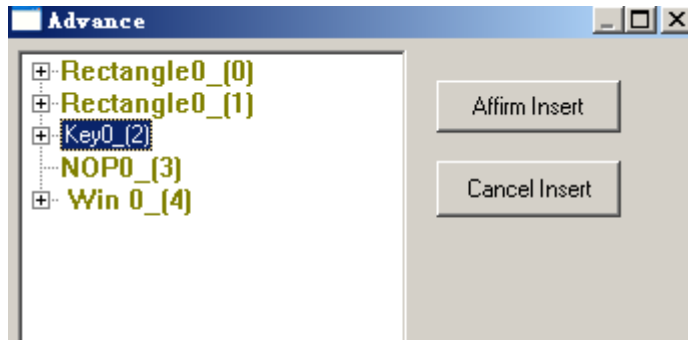 Advance
Rectangle0_(0)
Rectangle0_(1)
Key0_(2)
NOP0_(3)
Win 0_(4)
Affirm Insert
Cancel Insert